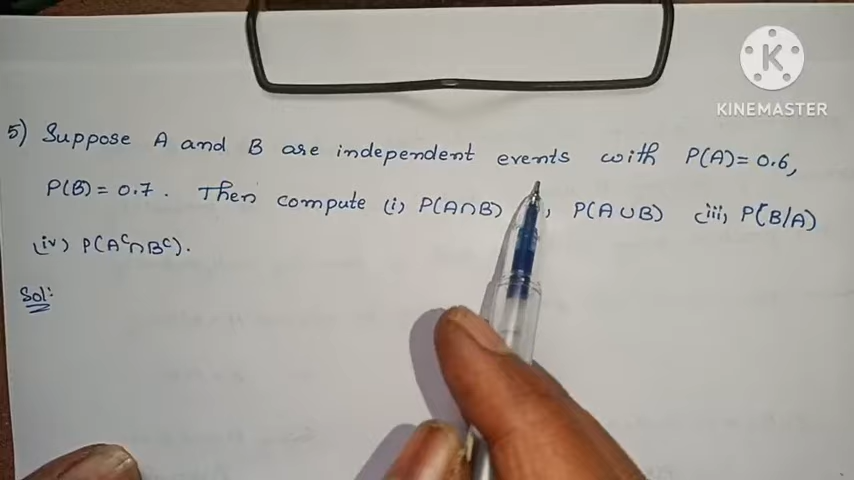 K
KINEMASTER
5) Suppose A and B are independent events with P(A)= 0.6,
P(B) = 0.7. Then compute (i) P(A∩B) , P(A∪B) (iii) P(B/A)
(iv) P(Aᶜ∩Bᶜ).
Sol: